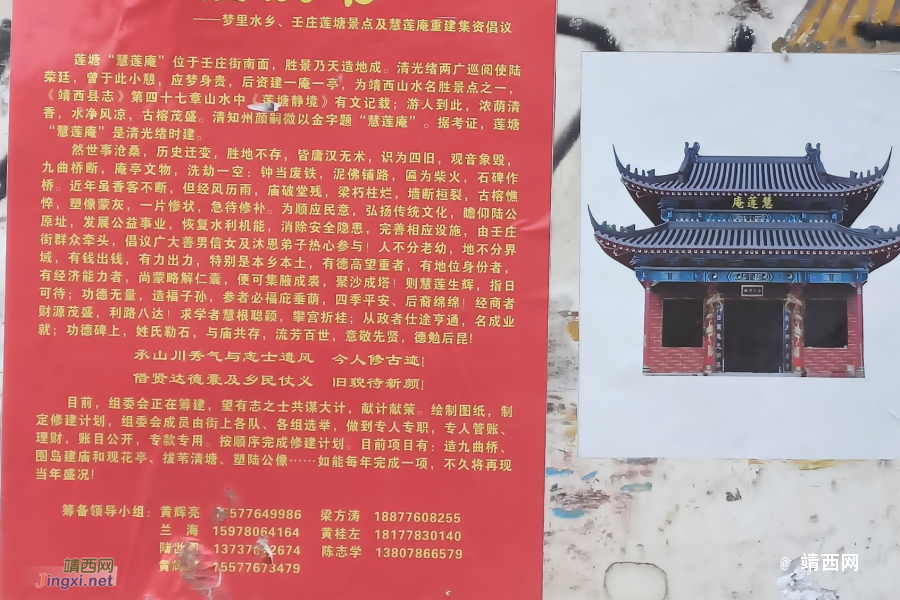 ——梦里水乡、壬庄莲塘景点及慧莲庵重建集资倡议
莲塘“慧莲庵”位于壬庄街南面，胜景乃天造地成。清光绪两广巡阅使陆
荣廷，曾于此小憩，应梦身贵，后资建一庵一亭，为靖西山水名胜景点之一，
《靖西县志》第四十七章山水中《莲塘静境》有文记载；游人到此，浓荫清
香，水净风凉，古榕茂盛。清知州颜嗣微以金字题“慧莲庵”。据考证，莲塘
“慧莲庵”是清光绪时建。
然世事沧桑，历史迁变，胜地不存，皆庸汉无术，识为四旧，观音象毁，
九曲桥断，庵亭文物，洗劫一空：钟当废铁，泥佛铺路，匾为柴火，石碑作
桥。近年虽香客不断，但经风历雨，庙破堂残，梁朽柱烂，墙断桓裂，古榕憔
悴，塑像蒙灰，一片惨状，急待修补。为顺应民意，弘扬传统文化，瞻仰陆公
原址，发展公益事业，恢复水利机能，消除安全隐患，完善相应设施，由壬庄
街群众牵头，倡议广大善男信女及沐恩弟子热心参与！人不分老幼，地不分界
域，有钱出钱，有力出力，特别是本乡本土，有德高望重者，有地位身份者，
有经济能力者，尚蒙略解仁囊，便可集腋成裘，聚沙成塔！则慧莲生辉，指日
可待；功德无量，造福子孙，参者必福庇垂荫，四季平安、后裔绵绵！经商者
财源茂盛，利路八达！求学者慧根聪颖，攀宫折桂；从政者仕途亨通，名成业
就；功德碑上，姓氏勒石，与庙共存，流芳百世，意敬先贤，德勉后昆！
承山川秀气与志士遗风　今人修古迹！
借贤达德囊及乡民仗义　旧貌待新颜！
目前，组委会正在筹建，望有志之士共谋大计，献计献策。绘制图纸，制
定修建计划，组委会成员由街上各队、各组选举，做到专人专职，专人管账、
理财，账目公开，专款专用。按顺序完成修建计划。目前项目有：造九曲桥、
围岛建庙和观花亭、拔苇清塘、塑陆公像……如能每年完成一项，不久将再现
当年盛况！
筹备领导小组：黄辉亮　577649986　梁方涛　18877608255
兰　海　15978064164　黄桂左　18177830140
陆　13737　2674　陈志学　13807866579
黄　15577673479
慧莲庵
靖西网
Jingxi.net
@ 靖西网